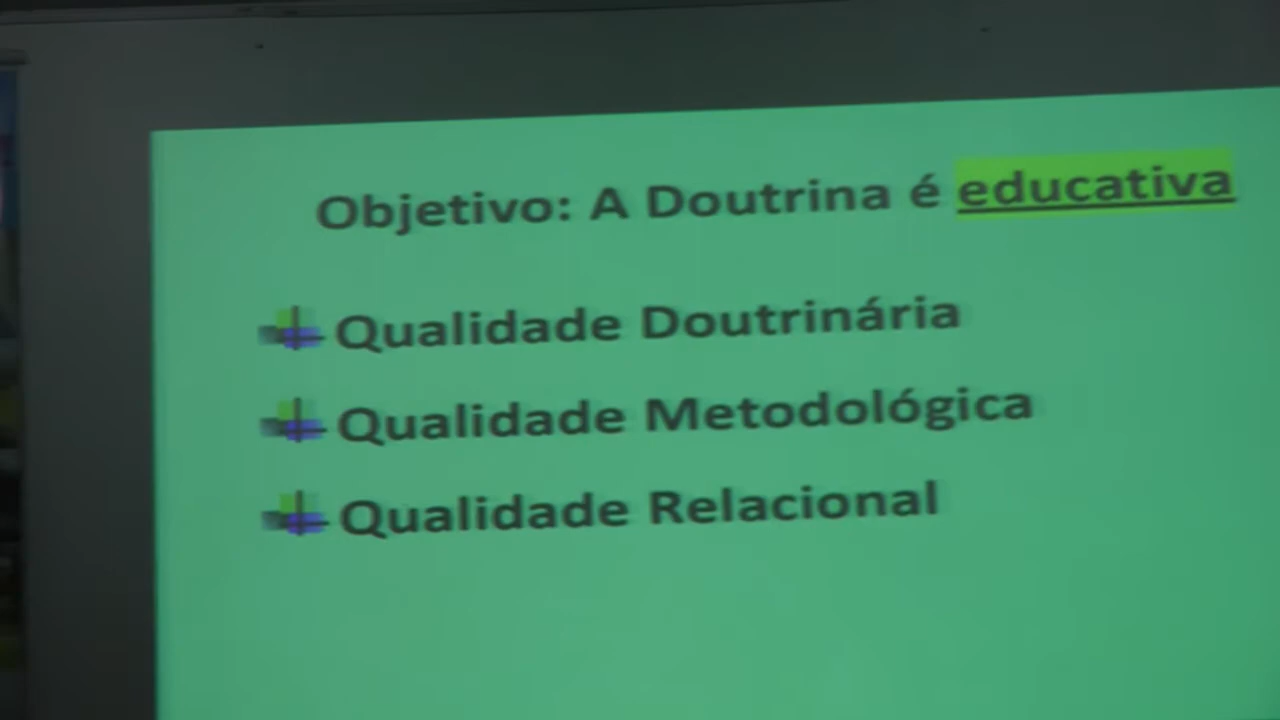 Objetivo: A Doutrina é educativa
Qualidade Doutrinária
Qualidade Metodológica
Qualidade Relacional